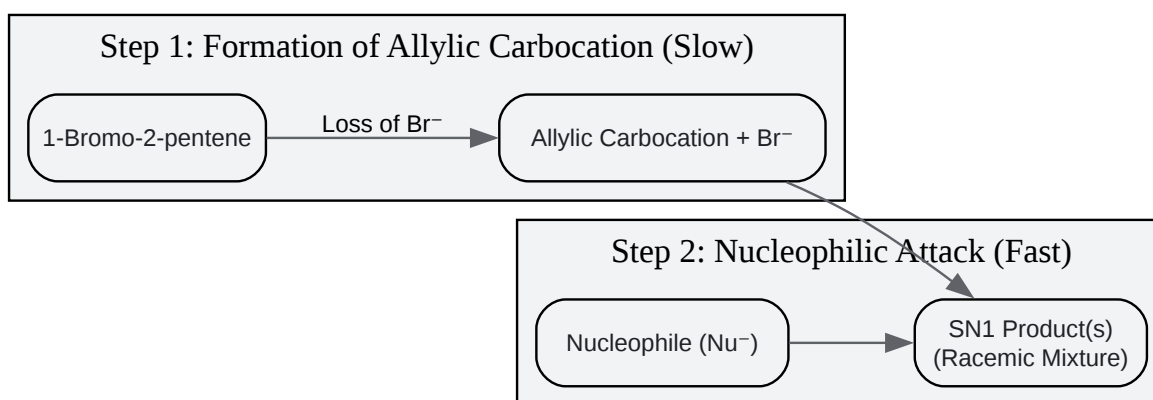 Step 1: Formation of Allylic Carbocation (Slow)
1-Bromo-2-pentene
Loss of Br⁻
Allylic Carbocation + Br⁻
Step 2: Nucleophilic Attack (Fast)
Nucleophile (Nu⁻)
SN1 Product(s)
(Racemic Mixture)